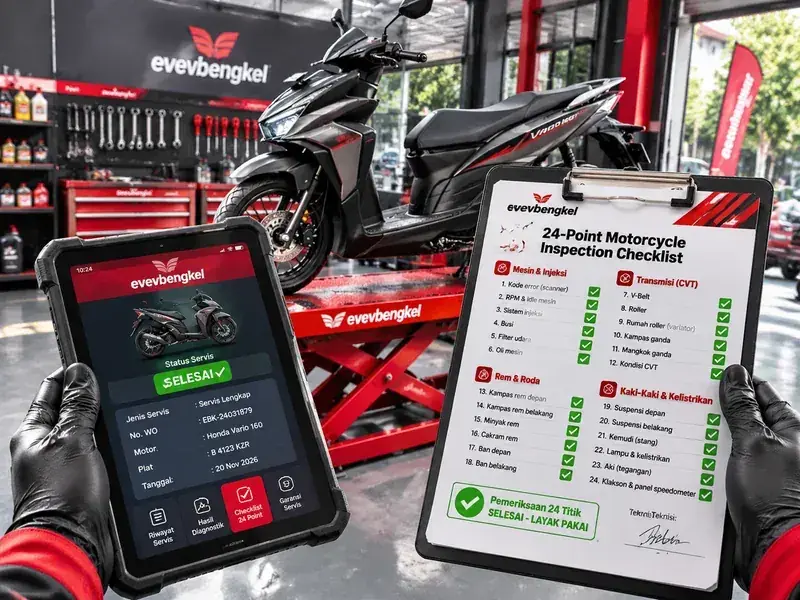 evevbengkel
evevbengkel
evevbengkel
10:24
evevbengkel
Status Servis
SELESAI ✓
Jenis Servis : Servis Lengkap
No. WO : EBK-24031879
Motor : Honda Vario 160
Plat : B 4123 KZR
Tanggal : 20 Nov 2026
Riwayat Servis
Hasil Diagnostik
Checklist 24 Point
Garansi Servis
evevbengkel
24-Point Motorcycle
Inspection Checklist
Mesin & Injeksi
1. Kode error (scanner)
2. RPM & idle mesin
3. Sistem injeksi
4. Busi
5. Filter udara
6. Oli mesin
Transmisi (CVT)
7. V-Belt
8. Roller
9. Rumah roller (variator)
10. Kampas ganda
11. Mangkok ganda
12. Kondisi CVT
Rem & Roda
13. Kampas rem depan
14. Kampas rem belakang
15. Minyak rem
16. Cakram rem
17. Ban depan
18. Ban belakang
Kaki-Kaki & Kelistrikan
19. Suspensi depan
20. Suspensi belakang
21. Kemudi (stang)
22. Lampu & kelistrikan
23. Aki (tegangan)
24. Klakson & panel speedometer
Pemeriksaan 24 Titik
SELESAI - LAYAK PAKAI